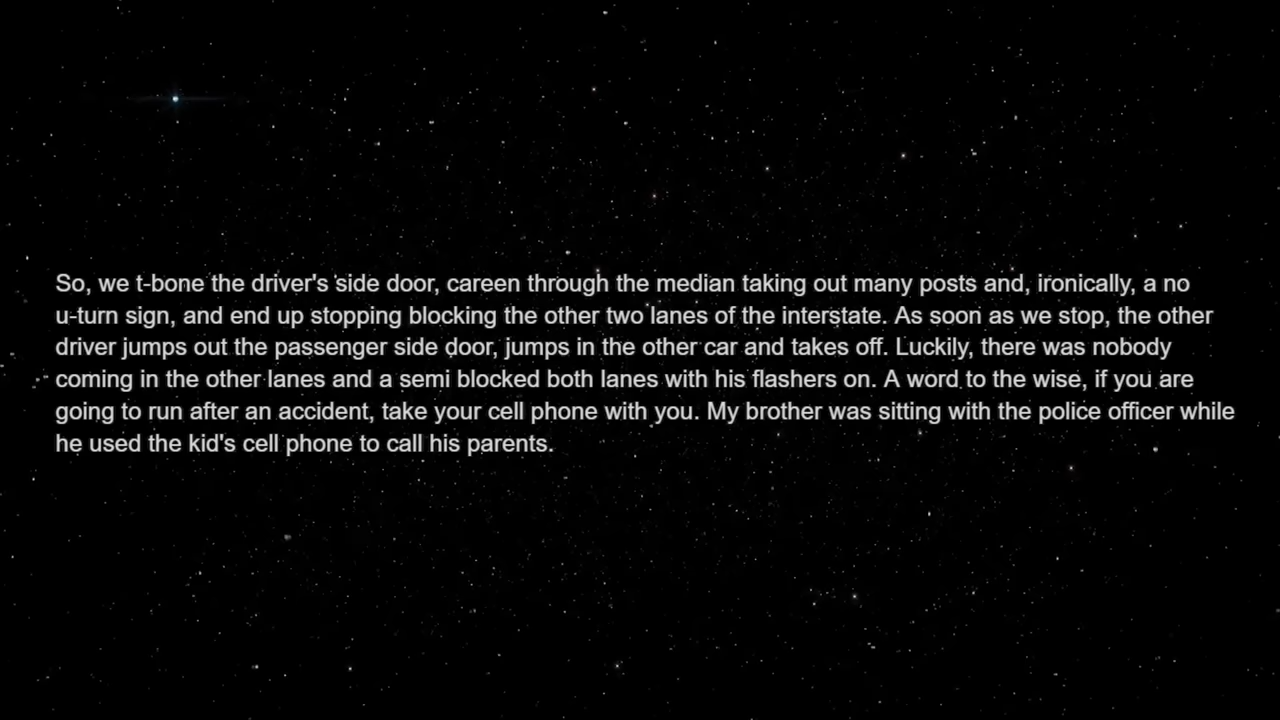 So, we t-bone the driver's side door, careen through the median taking out many posts and, ironically, a no
u-turn sign, and end up stopping blocking the other two lanes of the interstate. As soon as we stop, the other
driver jumps out the passenger side door, jumps in the other car and takes off. Luckily, there was nobody
coming in the other lanes and a semi blocked both lanes with his flashers on. A word to the wise, if you are
going to run after an accident, take your cell phone with you. My brother was sitting with the police officer while
he used the kid's cell phone to call his parents.